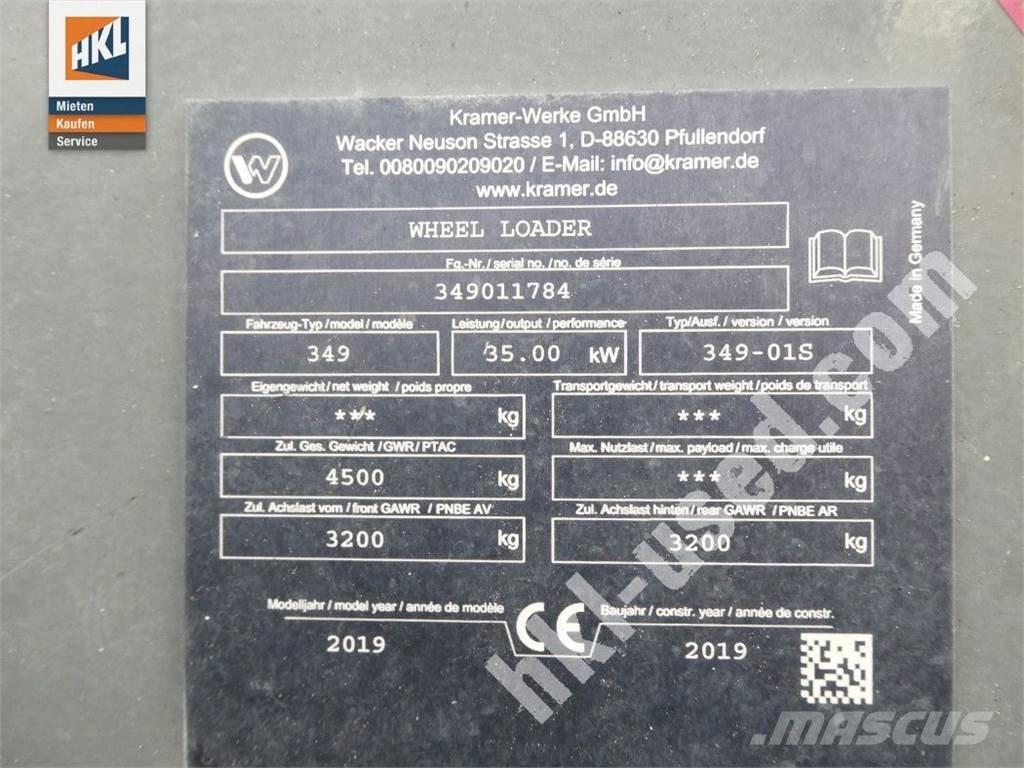 HKL
Mieten
Kaufen
Service
Kramer-Werke GmbH
Wacker Neuson Strasse 1, D-88630 Pfullendorf
Tel. 0080090209020 / E-Mail: info@kramer.de
www.kramer.de
WHEEL LOADER
Fg.-Nr./ serial no. / no. de série
349011784
Made in Germany
Fahrzeug-Typ / model / modèle Leistung / output / performance Typ/Ausf. / version / version
349 35.00 kW 349-01S
Eigengewicht / net weight / poids propre Transportgewicht / transport weight / poids de transport
*** kg *** kg
Zul. Ges. Gewicht / GWR / PTAC Max. Nutzlast / max. payload / max. charge utile
4500 kg *** kg
Zul. Achslast vorn / front GAWR / PNBE AV Zul. Achslast hinten / rear GAWR / PNBE AR
3200 kg 3200 kg
Modelljahr / model year / année de modèle CE Baujahr / constr. year / année de constr.
2019 2019
hkl-used.com
MASCUS